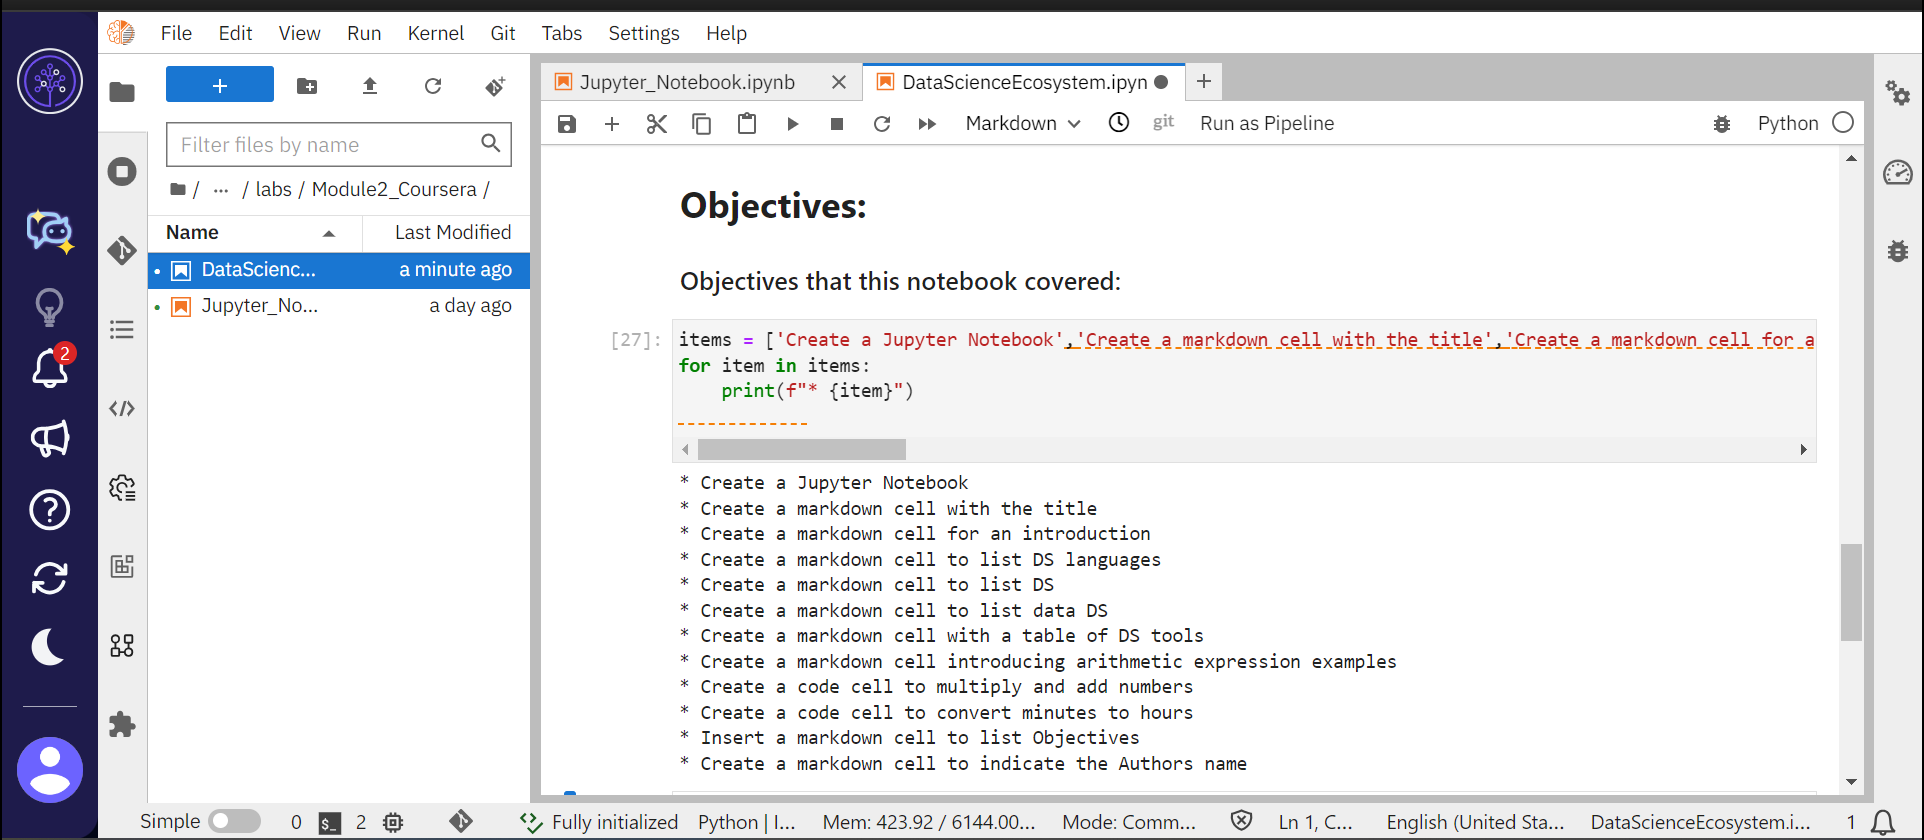 File Edit View Run Kernel Git Tabs Settings Help
+
Filter files by name
/ ... / labs / Module2_Coursera /
Name Last Modified
DataScienc... a minute ago
Jupyter_No... a day ago
2
Jupyter_Notebook.ipynb
DataScienceEcosystem.ipyn
Markdown
git
Run as Pipeline
Python
Objectives:
Objectives that this notebook covered:
[27]:
items = ['Create a Jupyter Notebook','Create a markdown cell with the title','Create a markdown cell for a
for item in items:
    print(f"* {item}")
* Create a Jupyter Notebook
* Create a markdown cell with the title
* Create a markdown cell for an introduction
* Create a markdown cell to list DS languages
* Create a markdown cell to list DS
* Create a markdown cell to list data DS
* Create a markdown cell with a table of DS tools
* Create a markdown cell introducing arithmetic expression examples
* Create a code cell to multiply and add numbers
* Create a code cell to convert minutes to hours
* Insert a markdown cell to list Objectives
* Create a markdown cell to indicate the Authors name
Simple 0 $_ 2 Fully initialized Python | I... Mem: 423.92 / 6144.00... Mode: Comm... Ln 1, C... English (United Sta... DataScienceEcosystem.i... 1